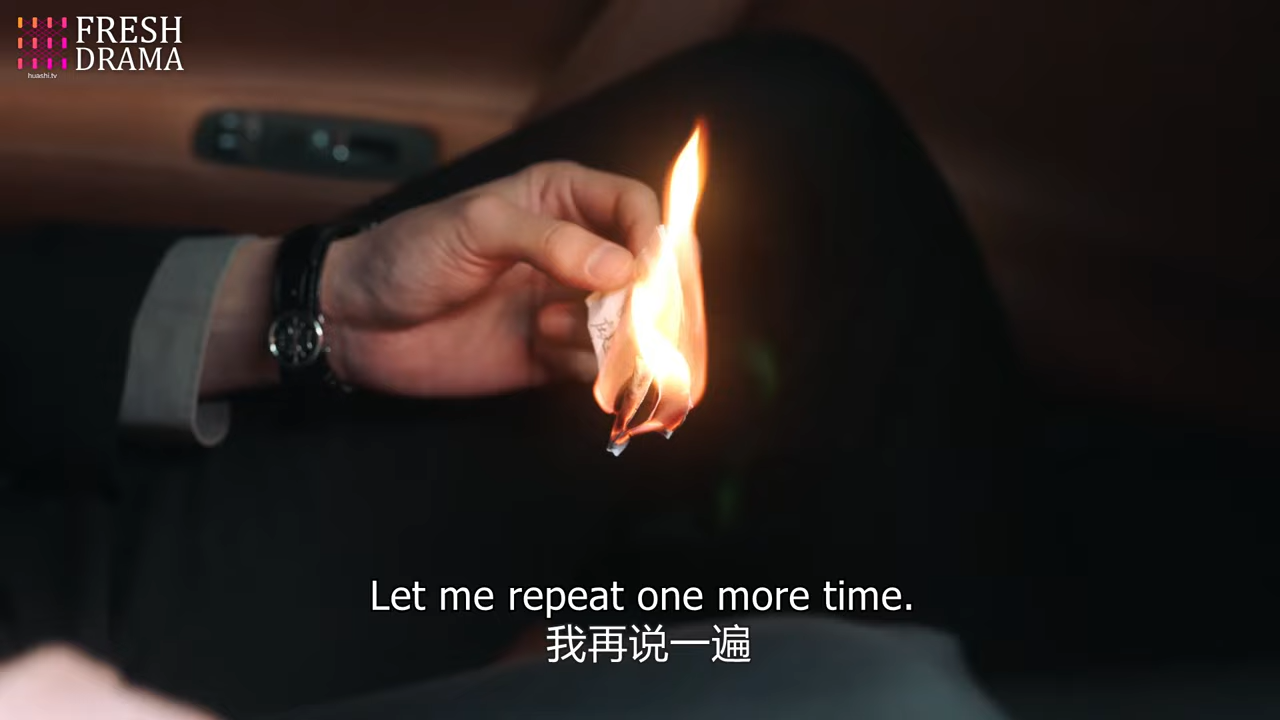 FRESH
DRAMA
huashi.tv
Let me repeat one more time.
我再说一遍